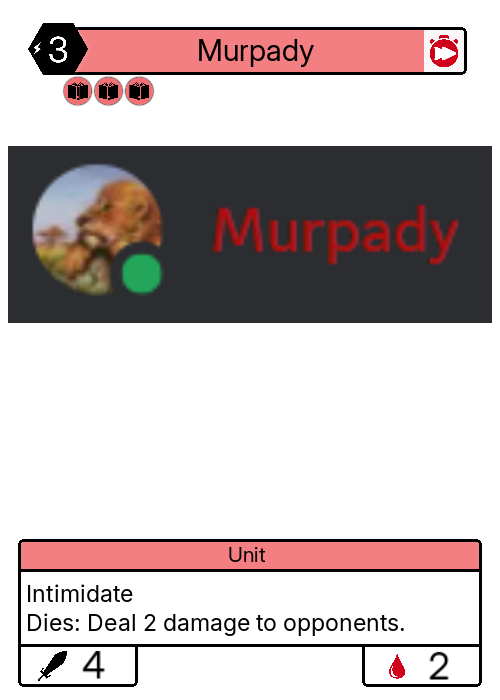 3
Murpady
Murpady
Unit
Intimidate
Dies: Deal 2 damage to opponents.
4
2